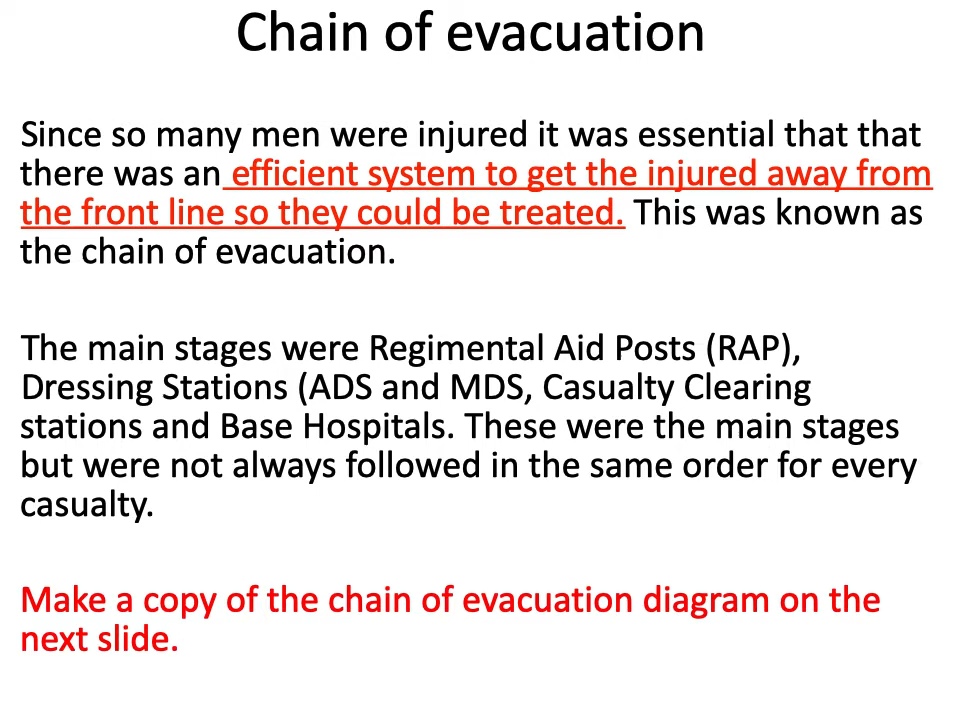 Chain of evacuation
Since so many men were injured it was essential that that
there was an efficient system to get the injured away from
the front line so they could be treated. This was known as
the chain of evacuation.
The main stages were Regimental Aid Posts (RAP),
Dressing Stations (ADS and MDS, Casualty Clearing
stations and Base Hospitals. These were the main stages
but were not always followed in the same order for every
casualty.
Make a copy of the chain of evacuation diagram on the
next slide.